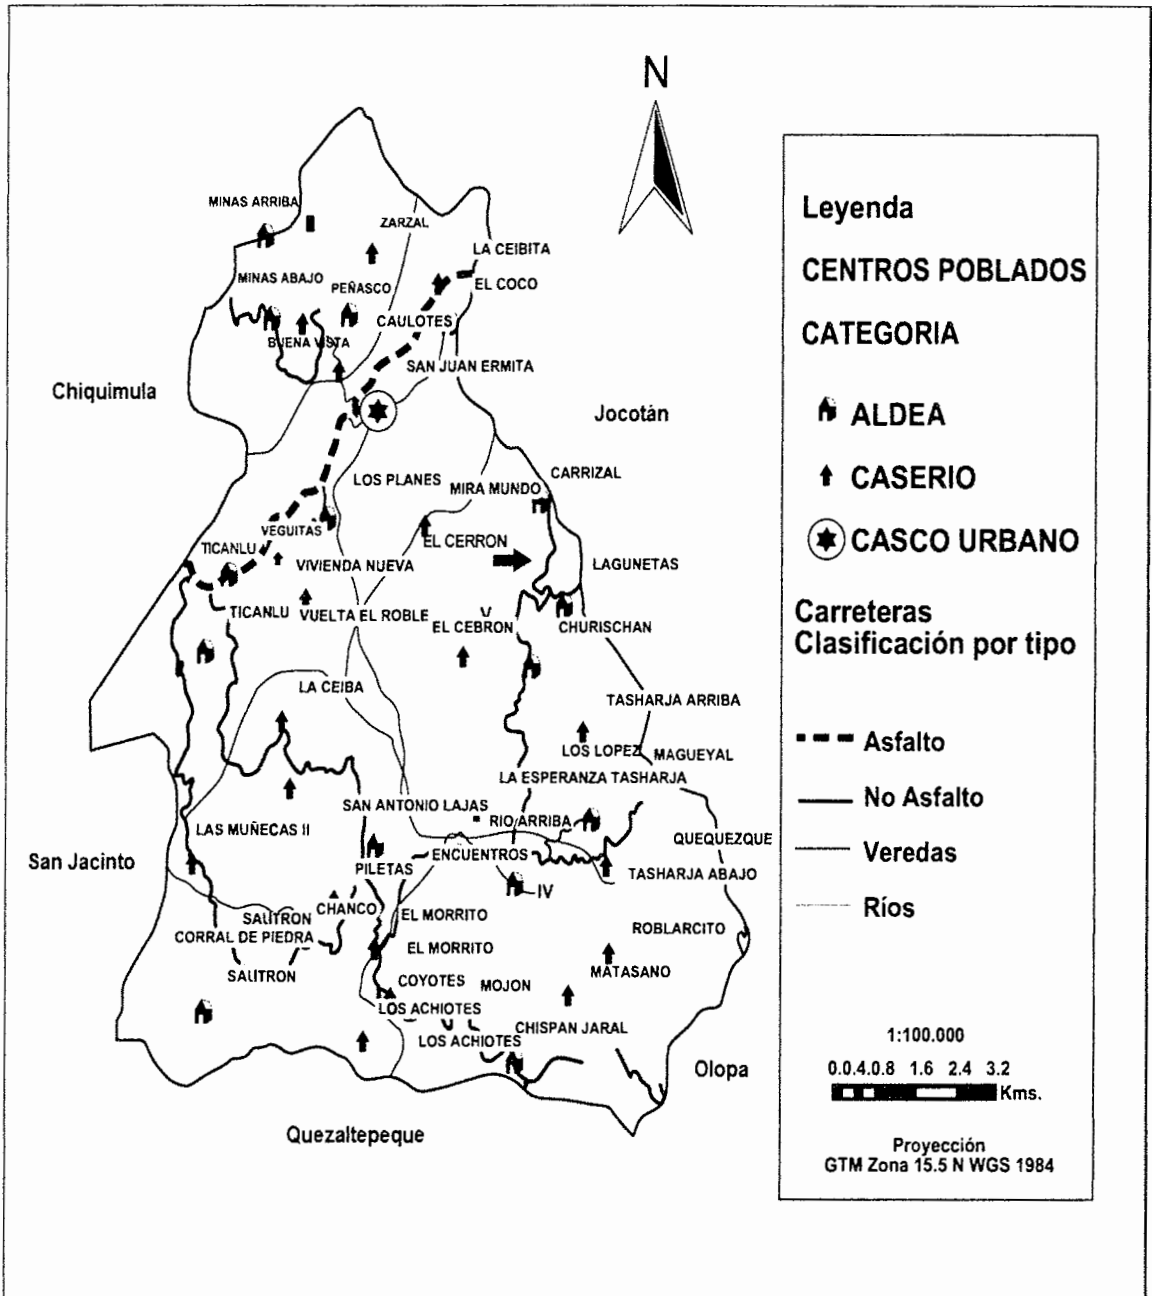 N
MINAS ARRIBA
ZARZAL
LA CEIBITA
MINAS ABAJO
PEÑASCO
EL COCO
CAULOTES
BUENA VISTA
SAN JUAN ERMITA
Chiquimula
Jocotán
LOS PLANES
CARRIZAL
MIRA MUNDO
VEGUITAS
EL CERRON
TICANLU
VIVIENDA NUEVA
LAGUNETAS
TICANLU
VUELTA EL ROBLE
V
EL CEBRON
CHURISCHAN
LA CEIBA
TASHARJA ARRIBA
LOS LOPEZ
MAGUEYAL
LA ESPERANZA TASHARJA
SAN ANTONIO LAJAS
RIO ARRIBA
LAS MUÑECAS II
QUEQUEZQUE
San Jacinto
ENCUENTROS
PILETAS
TASHARJA ABAJO
IV
CHANCO
SALITRON
EL MORRITO
CORRAL DE PIEDRA
ROBLARCITO
EL MORRITO
SALITRON
MATASANO
COYOTES
MOJON
LOS ACHIOTES
CHISPAN JARAL
LOS ACHIOTES
Olopa
Quezaltepeque
Leyenda
CENTROS POBLADOS
CATEGORIA
ALDEA
CASERIO
CASCO URBANO
Carreteras
Clasificación por tipo
Asfalto
No Asfalto
Veredas
Ríos
1:100.000
0.0.4.0.8 1.6 2.4 3.2
Kms.
Proyección
GTM Zona 15.5 N WGS 1984